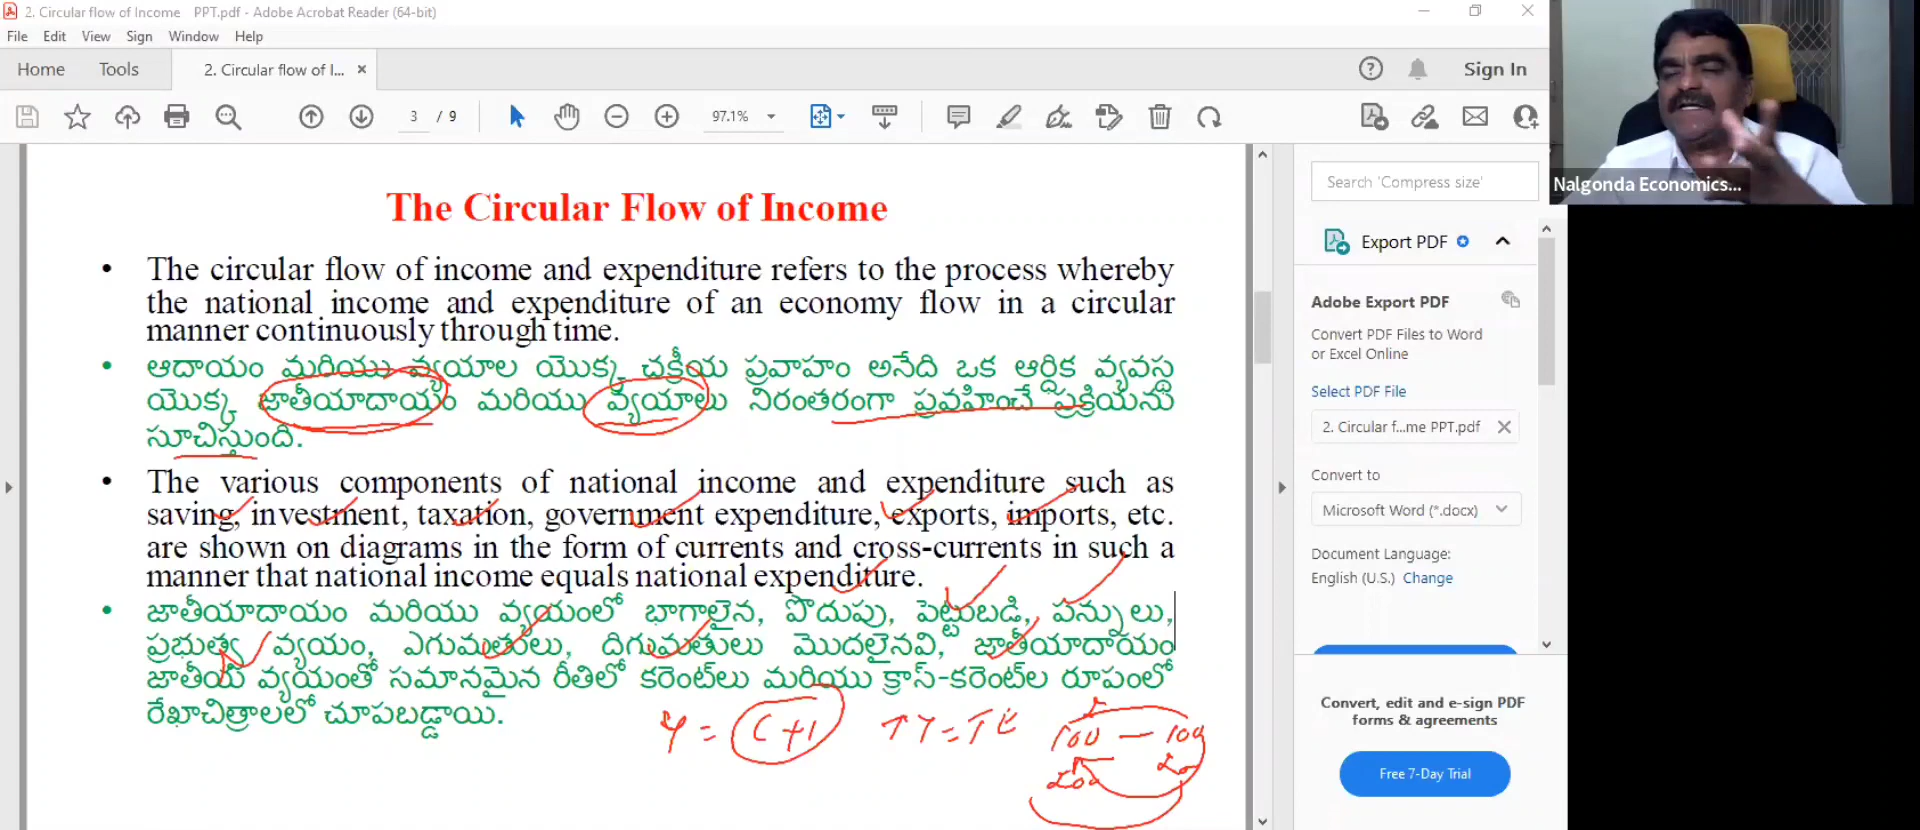 2. Circular flow of Income PPT.pdf - Adobe Acrobat Reader (64-bit)
File Edit View Sign Window Help
Home Tools 2. Circular flow of I... × Sign In
3 / 9 97.1%
Nalgonda Economics...
The Circular Flow of Income
• The circular flow of income and expenditure refers to the process whereby
the national income and expenditure of an economy flow in a circular
manner continuously through time.
• ఆదాయం మరియు వ్యయాల యొక్క చక్రీయ ప్రవాహం అనేది ఒక ఆర్థిక వ్యవస్థ
యొక్క జాతీయాదాయం మరియు వ్యయాలు నిరంతరంగా ప్రవహించే ప్రక్రియను
సూచిస్తుంది.
• The various components of national income and expenditure such as
saving, investment, taxation, government expenditure, exports, imports, etc.
are shown on diagrams in the form of currents and cross-currents in such a
manner that national income equals national expenditure.
• జాతీయాదాయం మరియు వ్యయంలో భాగాలైన, పొదుపు, పెట్టుబడి, పన్నులు,
ప్రభుత్వ వ్యయం, ఎగుమతులు, దిగుమతులు మొదలైనవి, జాతీయాదాయం
జాతీయ వ్యయంతో సమానమైన రీతిలో కరెంట్‌లు మరియు క్రాస్-కరెంట్‌ల రూపంలో
రేఖాచిత్రాలలో చూపబడ్డాయి.
Y = C+I ↑Y=TE 100 — 100
200 200
Search 'Compress size'
Export PDF
Adobe Export PDF
Convert PDF Files to Word
or Excel Online
Select PDF File
2. Circular f...me PPT.pdf ×
Convert to
Microsoft Word (*.docx)
Document Language:
English (U.S.) Change
Convert, edit and e-sign PDF
forms & agreements
Free 7-Day Trial